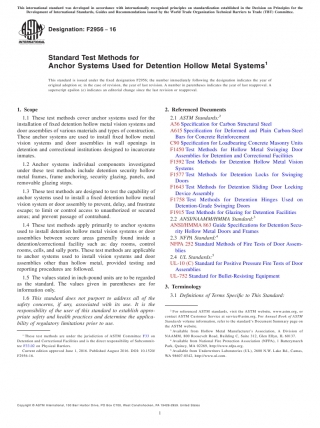 This international standard was developed in accordance with internationally recognized principles on standardization established in the Decision on Principles for the
Development of International Standards, Guides and Recommendations issued by the World Trade Organization Technical Barriers to Trade (TBT) Committee.
Designation: F2956 − 16
INTERNATIONAL
Standard Test Methods for
Anchor Systems Used for Detention Hollow Metal Systems1
This standard is issued under the fixed designation F2956; the number immediately following the designation indicates the year of
original adoption or, in the case of revision, the year of last revision. A number in parentheses indicates the year of last reapproval. A
superscript epsilon (ε) indicates an editorial change since the last revision or reapproval.
1. Scope
1.1 These test methods cover anchor systems used for the
installation of fixed detention hollow metal vision systems and
door assemblies of various materials and types of construction.
These anchor systems are used to install fixed hollow metal
vision systems and door assemblies in wall openings in
detention and correctional institutions designed to incarcerate
inmates.
1.2 Anchor systems individual components investigated
under these test methods include detention security hollow
metal frames, frame anchoring, security glazing, panels, and
removable glazing stops.
1.3 These test methods are designed to test the capability of
anchor systems used to install a fixed detention hollow metal
vision system or door assembly to prevent, delay, and frustrate
escape; to limit or control access to unauthorized or secured
areas; and prevent passage of contraband.
1.4 These test methods apply primarily to anchor systems
used to install detention hollow metal vision systems or door
assemblies between secure areas generally found inside a
detention/correctional facility such as: day rooms, control
rooms, cells, and sally ports. These test methods are applicable
to anchor systems used to install vision systems and door
assemblies other than hollow metal, provided testing and
reporting procedures are followed.
1.5 The values stated in inch-pound units are to be regarded
as the standard. The values given in parentheses are for
information only.
1.6 This standard does not purport to address all of the
safety concerns, if any, associated with its use. It is the
responsibility of the user of this standard to establish appro-
priate safety and health practices and determine the applica-
bility of regulatory limitations prior to use.
1 These test methods are under the jurisdiction of ASTM Committee F33 on
Detention and Correctional Facilities and is the direct responsibility of Subcommit-
tee F33.02 on Physical Barriers.
Current edition approved June 1, 2016. Published August 2016. DOI: 10.1520/
F2956-16
2. Referenced Documents
2.1 ASTM Standards:2
A36 Specification for Carbon Structural Steel
A615 Specification for Deformed and Plain Carbon-Steel
Bars for Concrete Reinforcement
C90 Specification for Loadbearing Concrete Masonry Units
F1450 Test Methods for Hollow Metal Swinging Door
Assemblies for Detention and Correctional Facilities
F1592 Test Methods for Detention Hollow Metal Vision
Systems
F1577 Test Methods for Detention Locks for Swinging
Doors
F1643 Test Methods for Detention Sliding Door Locking
Device Assembly
F1758 Test Methods for Detention Hinges Used on
Detention-Grade Swinging Doors
F1915 Test Methods for Glazing for Detention Facilities
2.2 ANSI/NAAMM/HMMA Standard:3
ANSI/HMMA 863 Guide Specifications for Detention Secu-
rity Hollow Metal Doors and Frames
2.3 NFPA Standard:4
NFPA 252 Standard Methods of Fire Tests of Door Assem-
blies
2.4 UL Standards:5
UL-10 (C) Standard for Positive Pressure Fire Tests of Door
Assemblies
UL-752 Standard for Bullet-Resisting Equipment
3. Terminology
3.1 Definitions of Terms Specific to This Standard:
2 For referenced ASTM standards, visit the ASTM website, www.astm.org, or
contact ASTM Customer Service at service@astm.org. For Annual Book of ASTM
Standards volume information, refer to the standard's Document Summary page on
the ASTM website.
3 Available from Hollow Metal Manufacturer's Association, A Division of
NAAMM, 800 Roosevelt Road, Building C, Suite 312, Glen Ellyn, IL 60137.
4 Available from National Fire Protection Association (NFPA), 1 Batterymarch
Park, Quincy, MA 02269, http://www.nfpa.org.
5 Available from Underwriters Laboratories (UL), 2600 N.W. Lake Rd., Camas,
WA 98607-8542, http://www.ul.com.
Copyright © ASTM International, 100 Barr Harbor Drive, PO Box C700, West Conshohocken, PA 19428-2959. United States
1